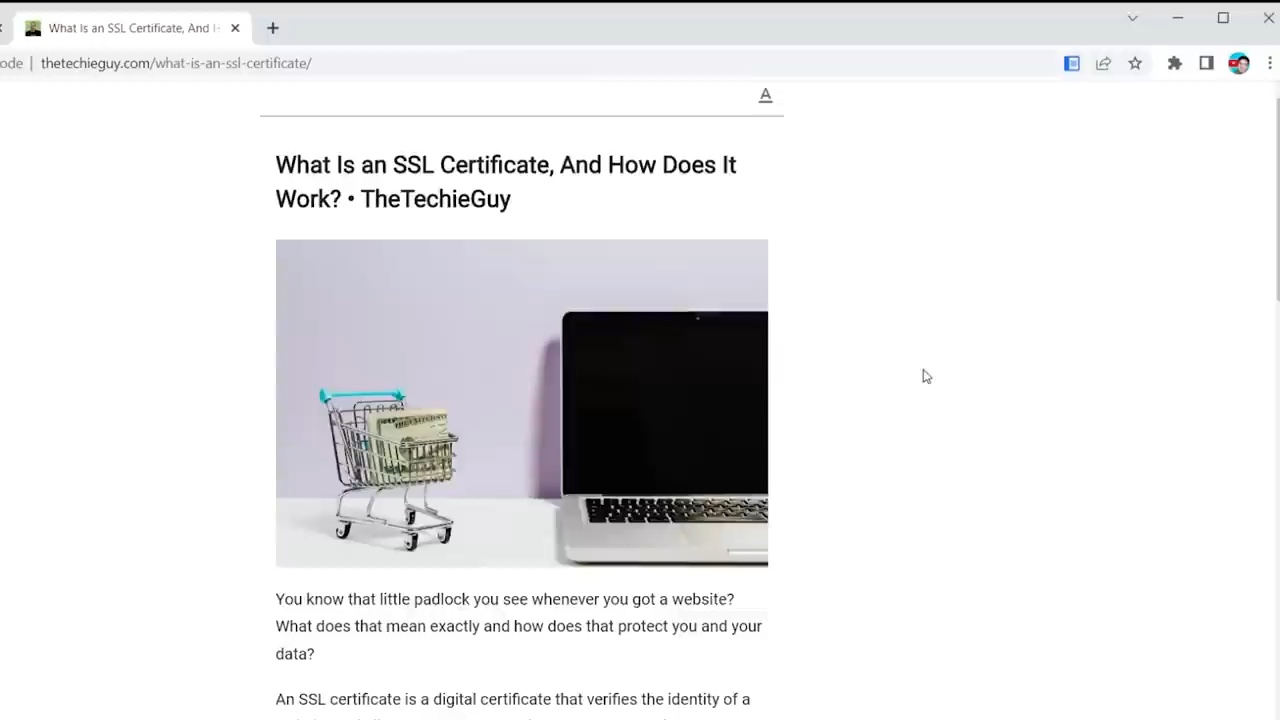 What Is an SSL Certificate, And H
ode | thetechieguy.com/what-is-an-ssl-certificate/
A
What Is an SSL Certificate, And How Does It
Work? • TheTechieGuy
You know that little padlock you see whenever you got a website?
What does that mean exactly and how does that protect you and your
data?
An SSL certificate is a digital certificate that verifies the identity of a